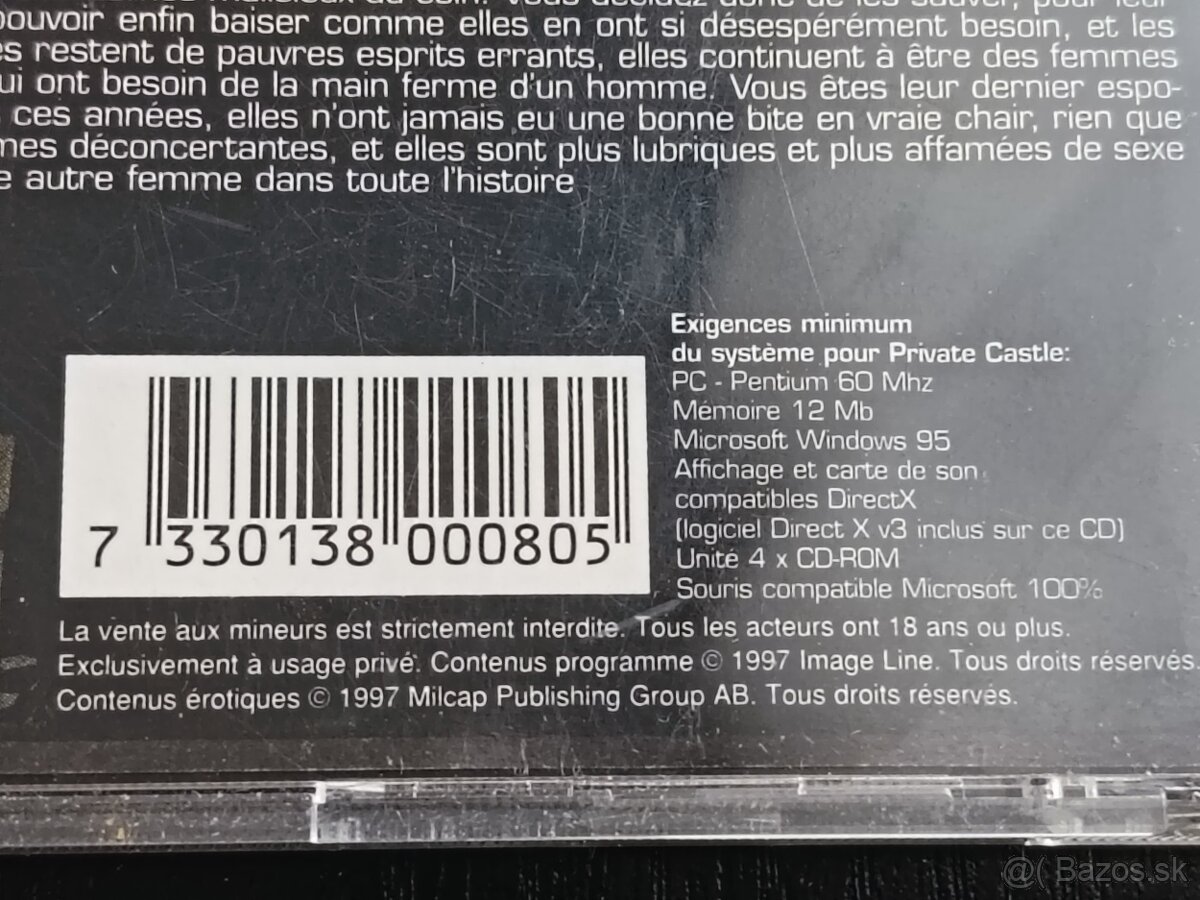 pouvoir enfin baiser comme elles en ont si désespérément besoin, et les
restent de pauvres esprits errants, elles continuent à être des femmes
ont besoin de la main ferme d'un homme. Vous êtes leur dernier espo-
ces années, elles n'ont jamais eu une bonne bite en vraie chair, rien que
déconcertantes, et elles sont plus lubriques et plus affamées de sexe
autre femme dans toute l'histoire
Exigences minimum
du système pour Private Castle:
PC - Pentium 60 Mhz
Mémoire 12 Mb
Microsoft Windows 95
Affichage et carte de son
compatibles DirectX
(logiciel Direct X v3 inclus sur ce CD)
Unité 4 x CD-ROM
Souris compatible Microsoft 100%
7 330138 000805
La vente aux mineurs est strictement interdite. Tous les acteurs ont 18 ans ou plus.
Exclusivement à usage privé. Contenus programme © 1997 Image Line. Tous droits réservés
Contenus érotiques © 1997 Milcap Publishing Group AB. Tous droits réservés.
Bazos.sk